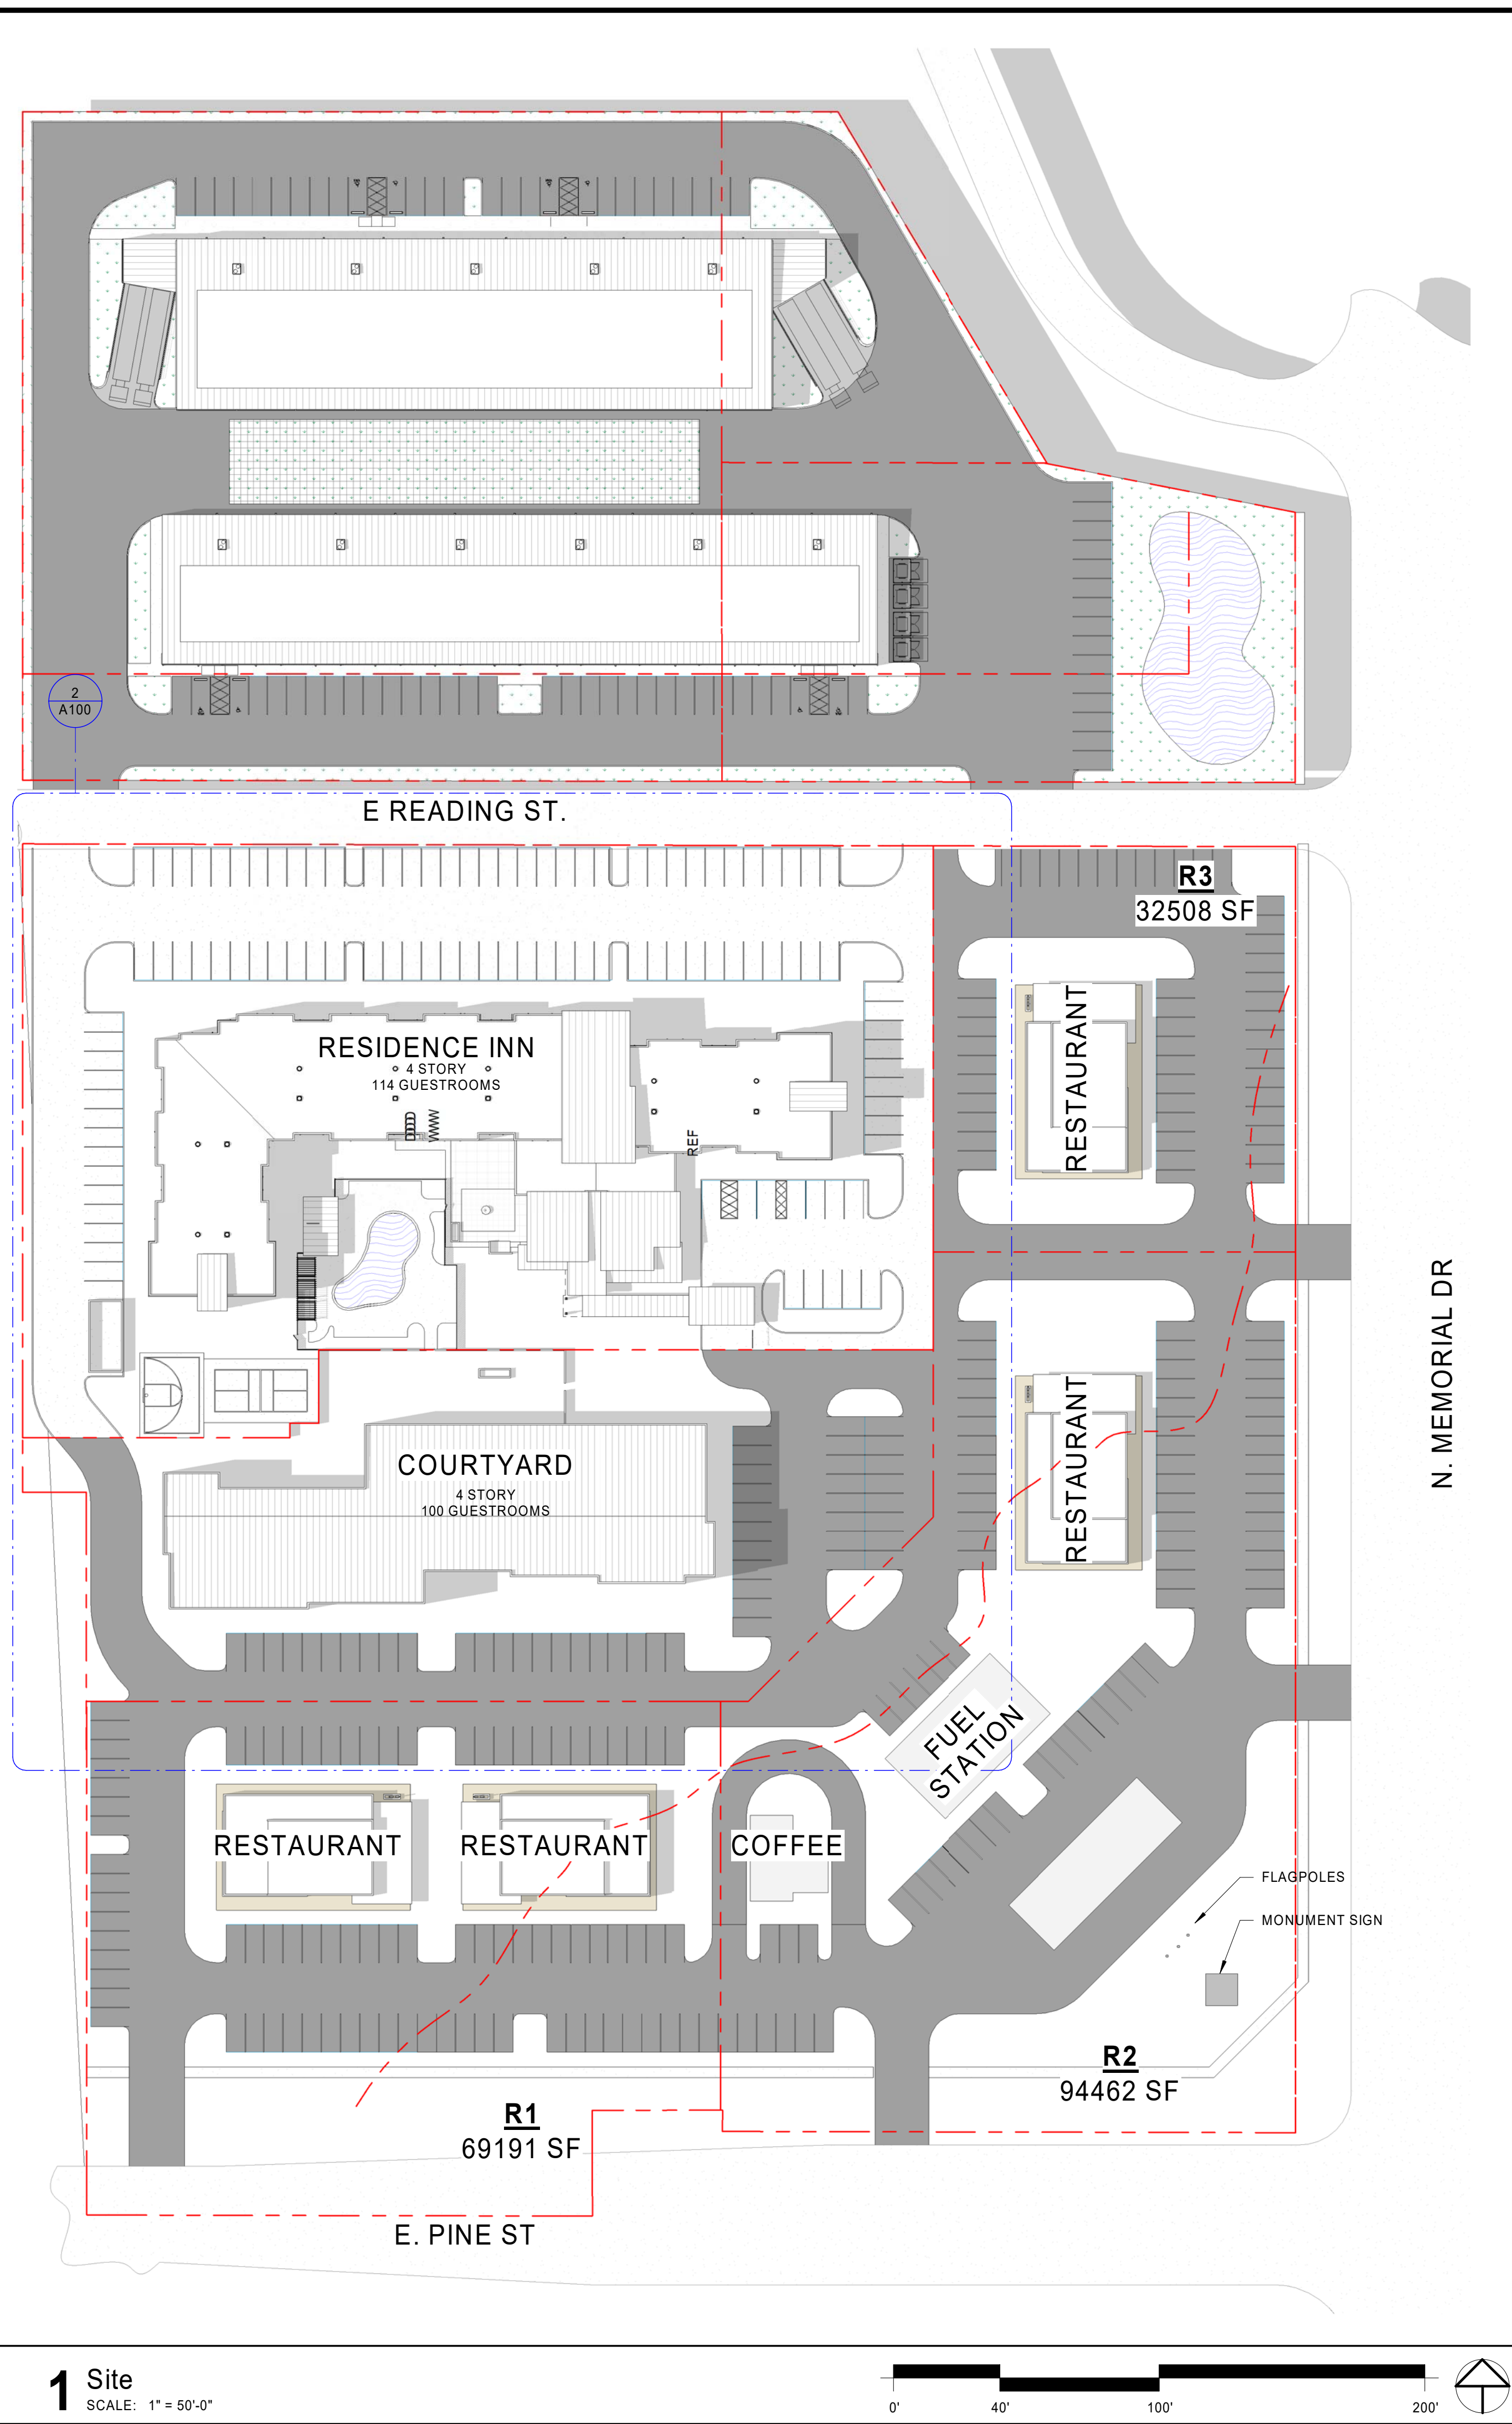 2
A100
E READING ST.
R3
32508 SF
RESTAURANT
RESIDENCE INN
4 STORY
114 GUESTROOMS
REF
N. MEMORIAL DR
RESTAURANT
COURTYARD
4 STORY
100 GUESTROOMS
FUEL
STATION
RESTAURANT
RESTAURANT
COFFEE
FLAGPOLES
MONUMENT SIGN
R2
94462 SF
R1
69191 SF
E. PINE ST
1
Site
SCALE: 1" = 50'-0"
0'
40'
100'
200'